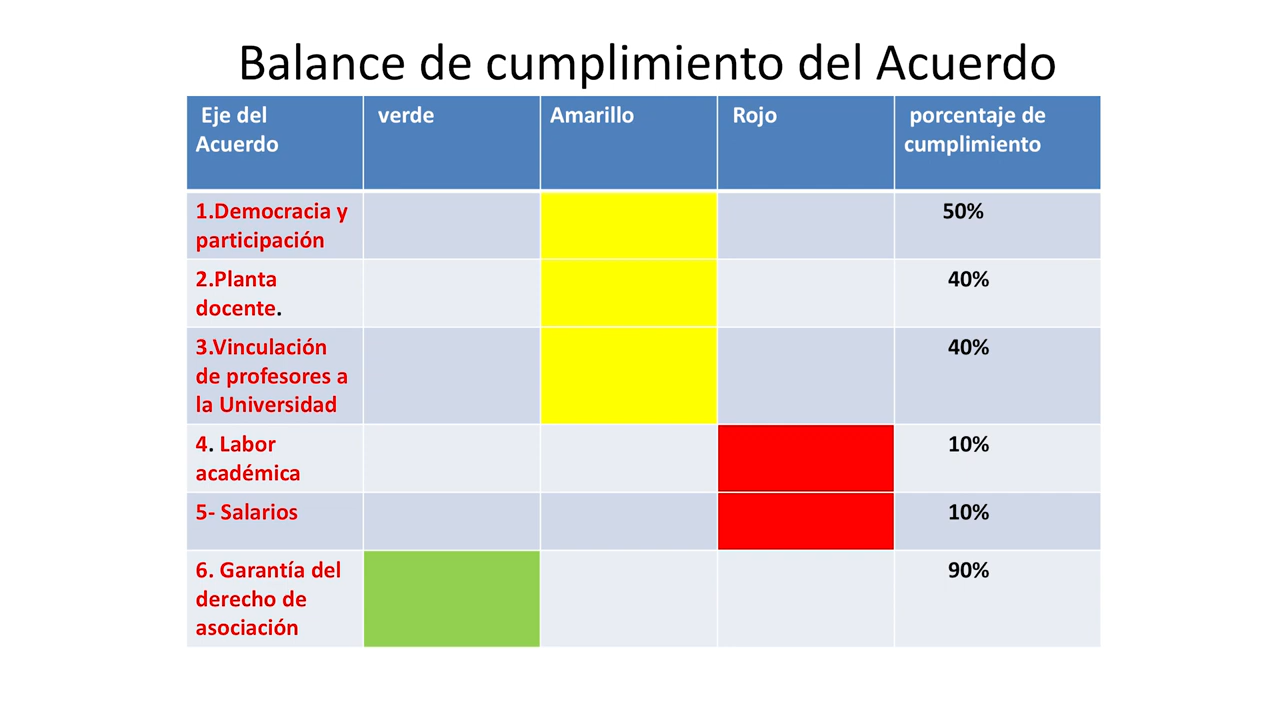 Balance de cumplimiento del Acuerdo
Eje del
Acuerdo
verde
Amarillo
Rojo
porcentaje de
cumplimiento
1.Democracia y
participación
50%
2.Planta
docente.
40%
3.Vinculación
de profesores a
la Universidad
40%
4. Labor
académica
10%
5- Salarios
10%
6. Garantía del
derecho de
asociación
90%